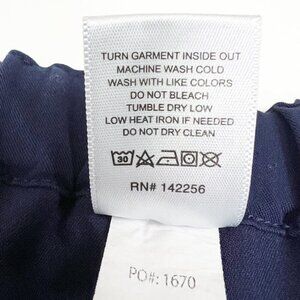 TURN GARMENT INSIDE OUT
MACHINE WASH COLD
WASH WITH LIKE COLORS
DO NOT BLEACH
TUMBLE DRY LOW
LOW HEAT IRON IF NEEDED
DO NOT DRY CLEAN
30
RN# 142256
PO#: 1670